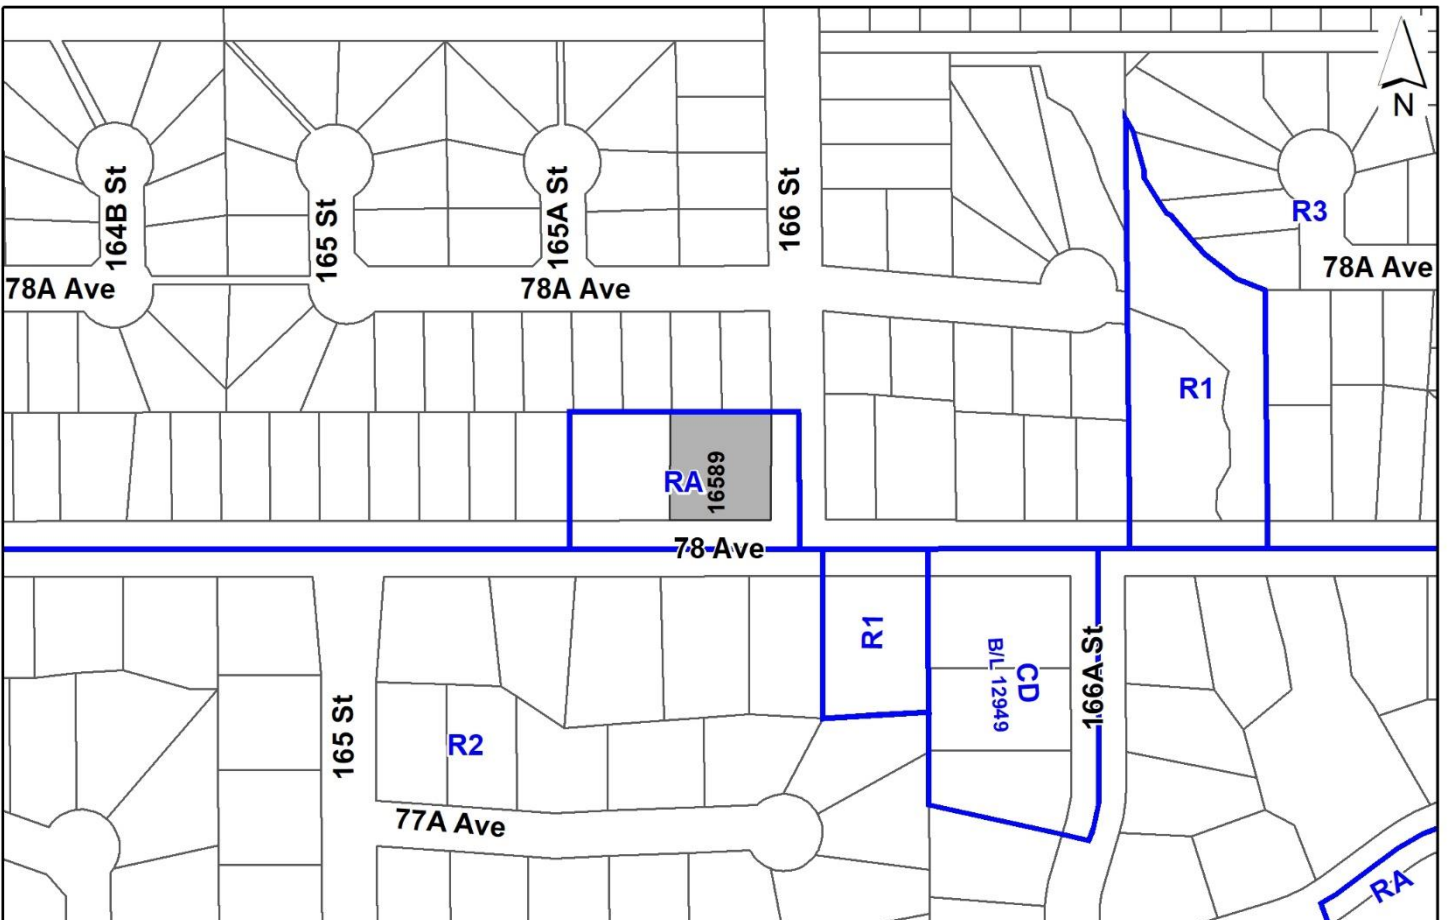 N
164B St
165 St
165A St
166 St
R3
78A Ave
78A Ave
78A Ave
R1
RA
16589
78 Ave
R1
CD
B/L 12949
166A St
165 St
R2
77A Ave
RA